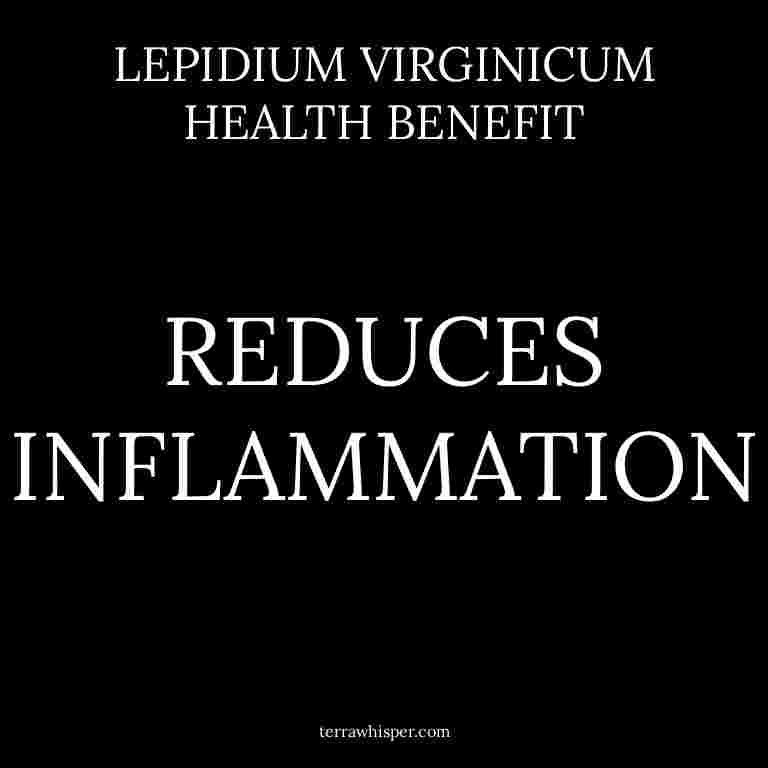 LEPIDIUM VIRGINICUM
HEALTH BENEFIT
REDUCES
INFLAMMATION
terrawhisper.com